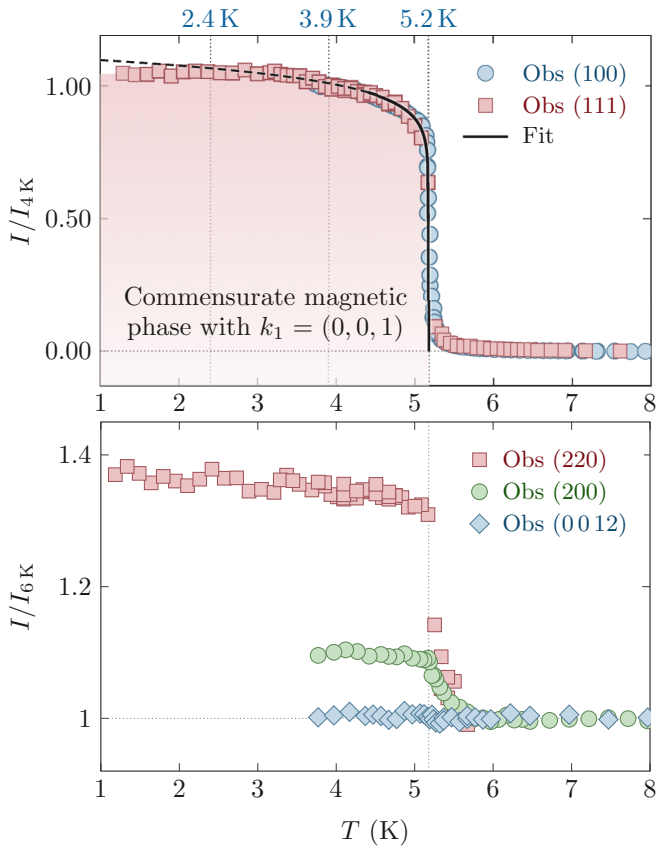 2.4 K 3.9 K 5.2 K
Obs (100)
Obs (111)
Fit
1.00
0.50
0.00
I/I4 K
Commensurate magnetic
phase with k1 = (0, 0, 1)
1 2 3 4 5 6 7 8
Obs (220)
Obs (200)
Obs (0 0 12)
1.4
1.2
1
I/I6 K
1 2 3 4 5 6 7 8
T (K)